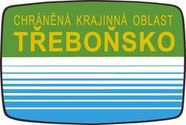 CHRÁNĚNÁ KRAJINNÁ OBLAST
TŘEBOŇSKO